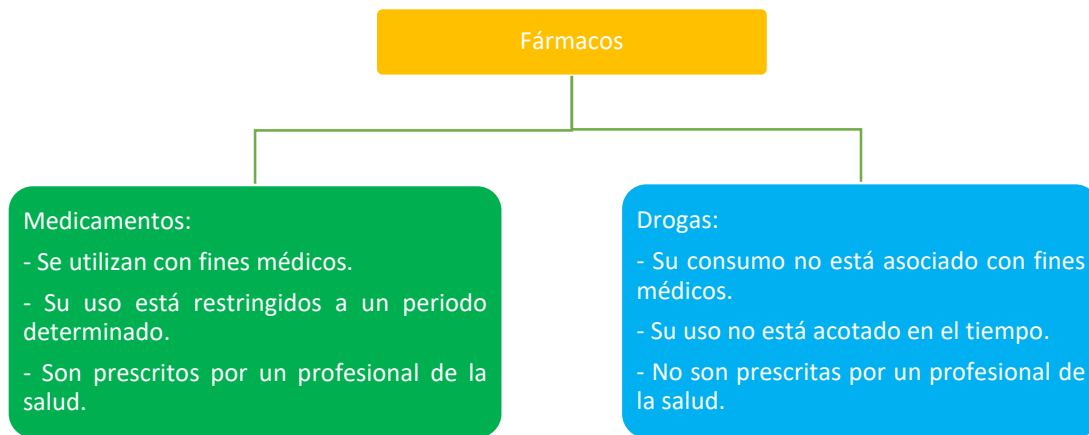 Fármacos
Medicamentos:
- Se utilizan con fines médicos.
- Su uso está restringidos a un periodo
determinado.
- Son prescritos por un profesional de la
salud.
Drogas:
- Su consumo no está asociado con fines
médicos.
- Su uso no está acotado en el tiempo.
- No son prescritas por un profesional de
la salud.